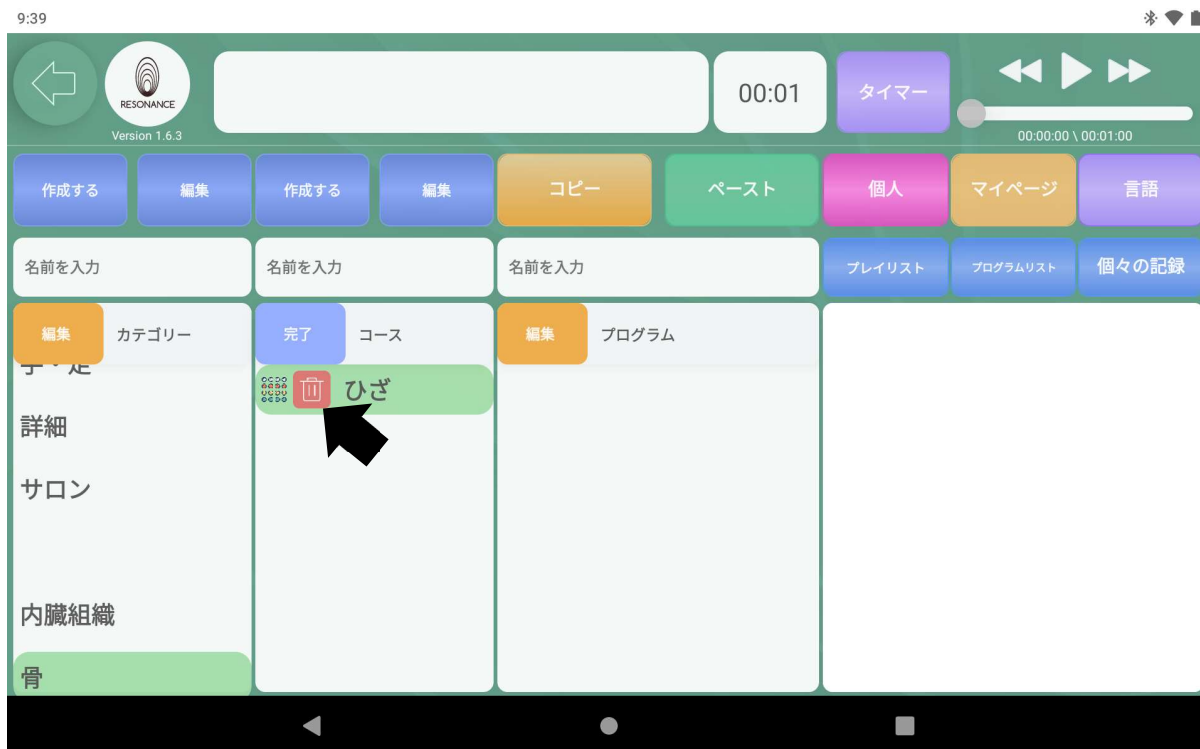 9:39
RESONANCE
Version 1.6.3
00:01
タイマー
00:00:00 \ 00:01:00
作成する
編集
作成する
編集
コピー
ペースト
個人
マイページ
言語
名前を入力
名前を入力
名前を入力
プレイリスト
プログラムリスト
個々の記録
編集
カテゴリー
完了
コース
編集
プログラム
手・足
ひざ
詳細
サロン
内臓組織
骨